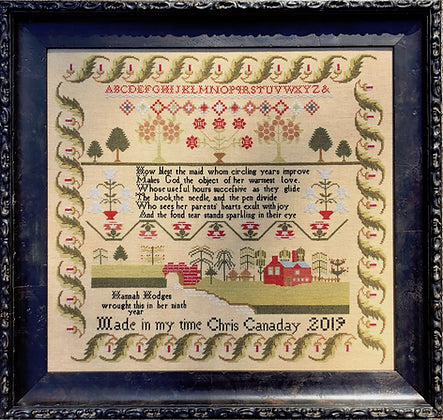 ABCDEFGHIJKLMNOPQRSTUVWXYZ&
How blest the maid whom circling years improve
Makes God the object of her warmest love
Whose useful hours successive as they glide
The book, the needle, and the pen divide
Who sees her parents' hearts exult with joy
And the fond tear stands sparkling in their eye
Hannah Hodges
wrought this in her ninth
year
Made in my time Chris Canaday 2019